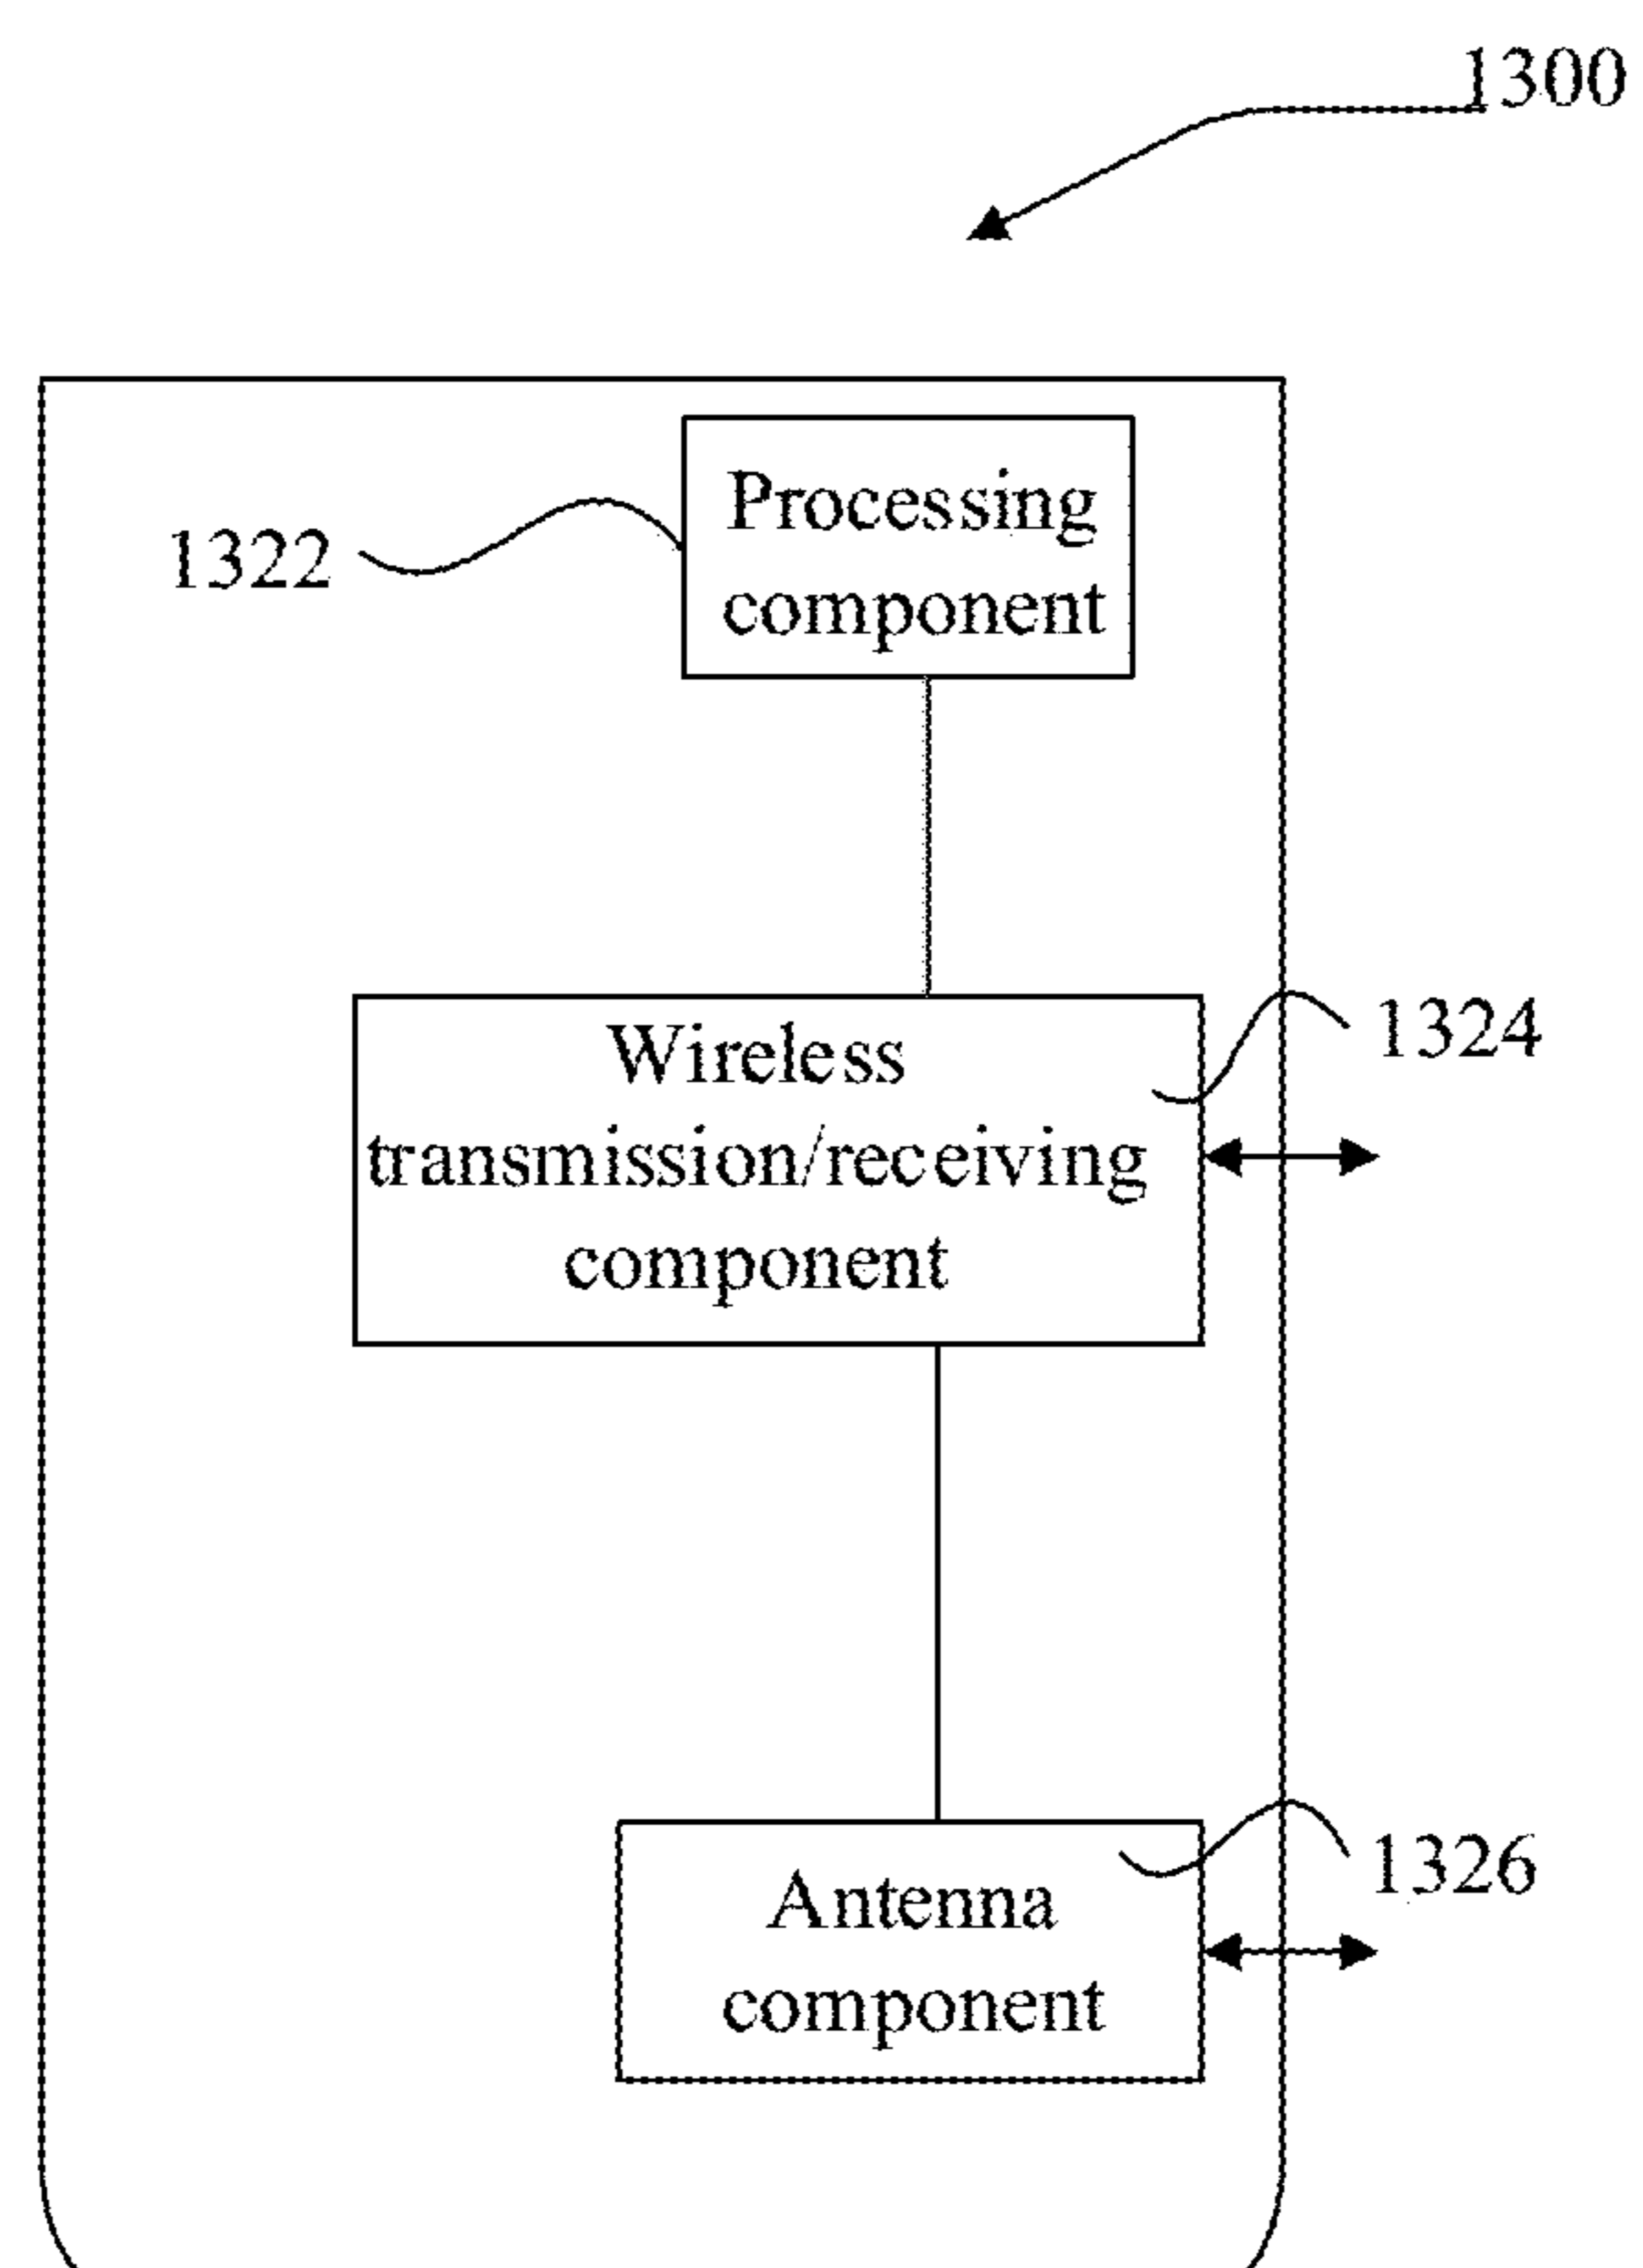 1300
Processing
component
1322
Wireless
transmission/receiving
component
1324
Antenna
component
1326